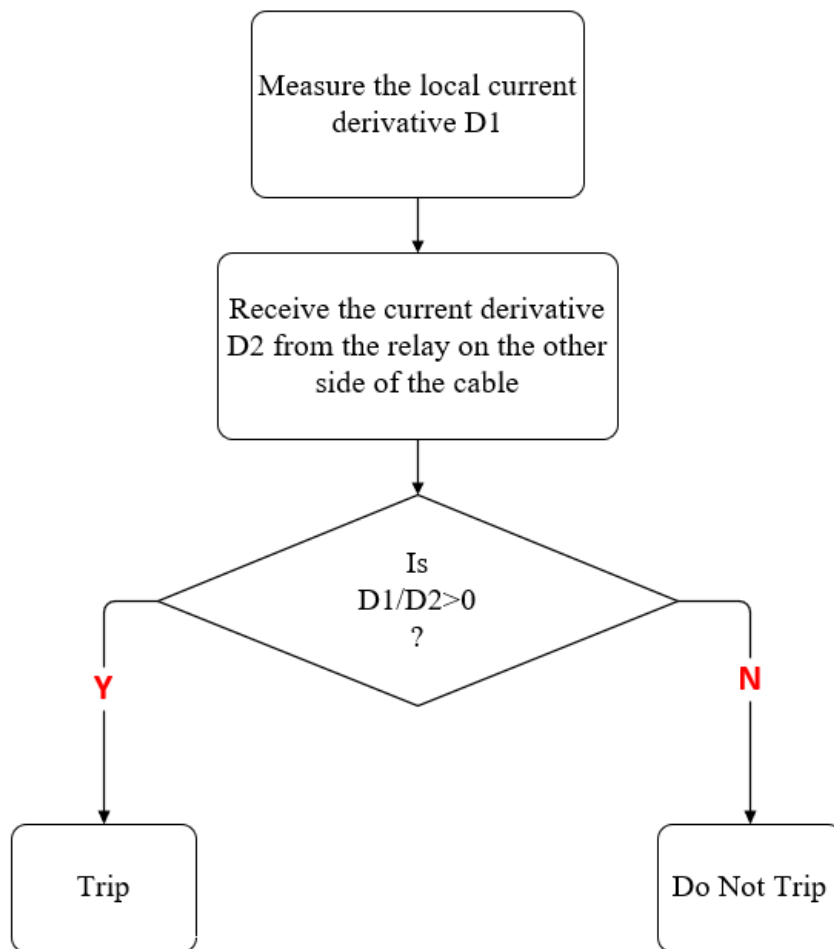 Measure the local current
derivative D1
Receive the current derivative
D2 from the relay on the other
side of the cable
Is
D1/D2>0
?
Y
N
Trip
Do Not Trip